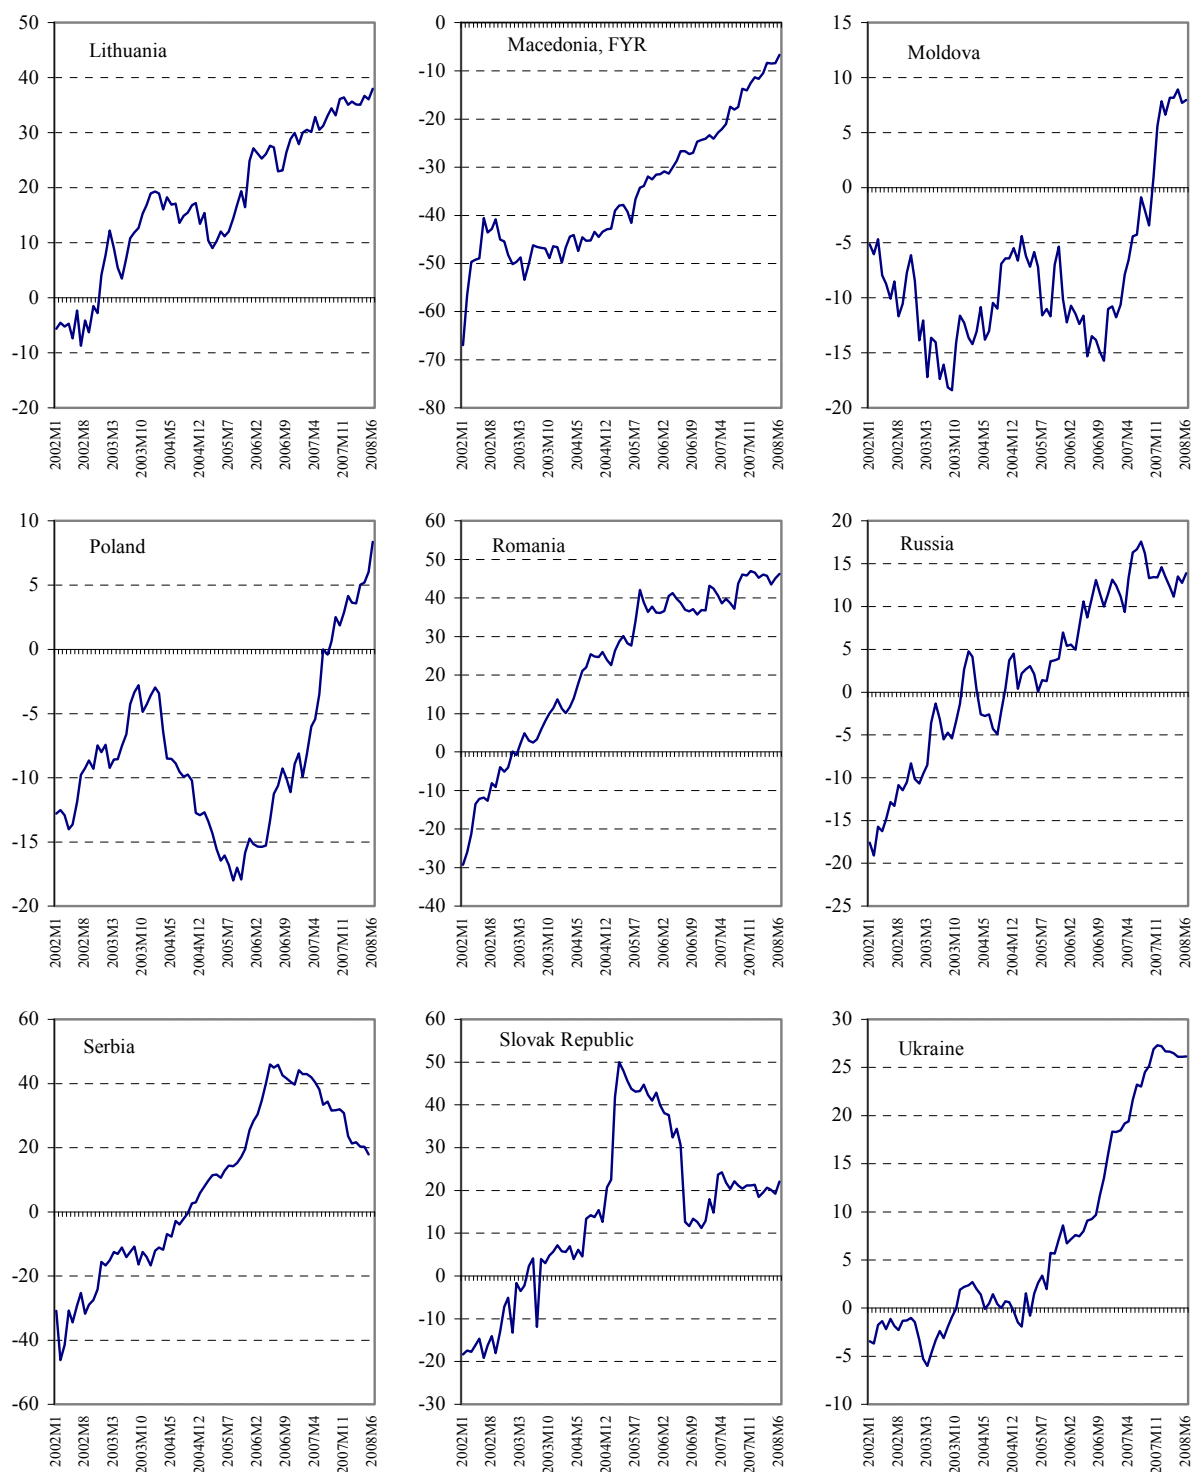 Lithuania
50
40
30
20
10
0
-10
-20
2002M1
2002M8
2003M3
2003M10
2004M5
2004M12
2005M7
2006M2
2006M9
2007M4
2007M11
2008M6
Macedonia, FYR
0
-10
-20
-30
-40
-50
-60
-70
-80
2002M1
2002M8
2003M3
2003M10
2004M5
2004M12
2005M7
2006M2
2006M9
2007M4
2007M11
2008M6
Moldova
15
10
5
0
-5
-10
-15
-20
2002M1
2002M8
2003M3
2003M10
2004M5
2004M12
2005M7
2006M2
2006M9
2007M4
2007M11
2008M6
Poland
10
5
0
-5
-10
-15
-20
2002M1
2002M8
2003M3
2003M10
2004M5
2004M12
2005M7
2006M2
2006M9
2007M4
2007M11
2008M6
Romania
60
50
40
30
20
10
0
-10
-20
-30
-40
2002M1
2002M8
2003M3
2003M10
2004M5
2004M12
2005M7
2006M2
2006M9
2007M4
2007M11
2008M6
Russia
20
15
10
5
0
-5
-10
-15
-20
-25
2002M1
2002M8
2003M3
2003M10
2004M5
2004M12
2005M7
2006M2
2006M9
2007M4
2007M11
2008M6
Serbia
60
40
20
0
-20
-40
-60
2002M1
2002M8
2003M3
2003M10
2004M5
2004M12
2005M7
2006M2
2006M9
2007M4
2007M11
2008M6
Slovak Republic
60
50
40
30
20
10
0
-10
-20
-30
2002M1
2002M8
2003M3
2003M10
2004M5
2004M12
2005M7
2006M2
2006M9
2007M4
2007M11
2008M6
Ukraine
30
25
20
15
10
5
0
-5
-10
2002M1
2002M8
2003M3
2003M10
2004M5
2004M12
2005M7
2006M2
2006M9
2007M4
2007M11
2008M6